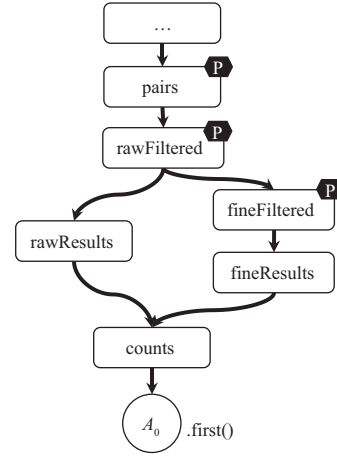 ...
P
pairs
P
rawFiltered
P
fineFiltered
rawResults
fineResults
counts
A₀ .first()